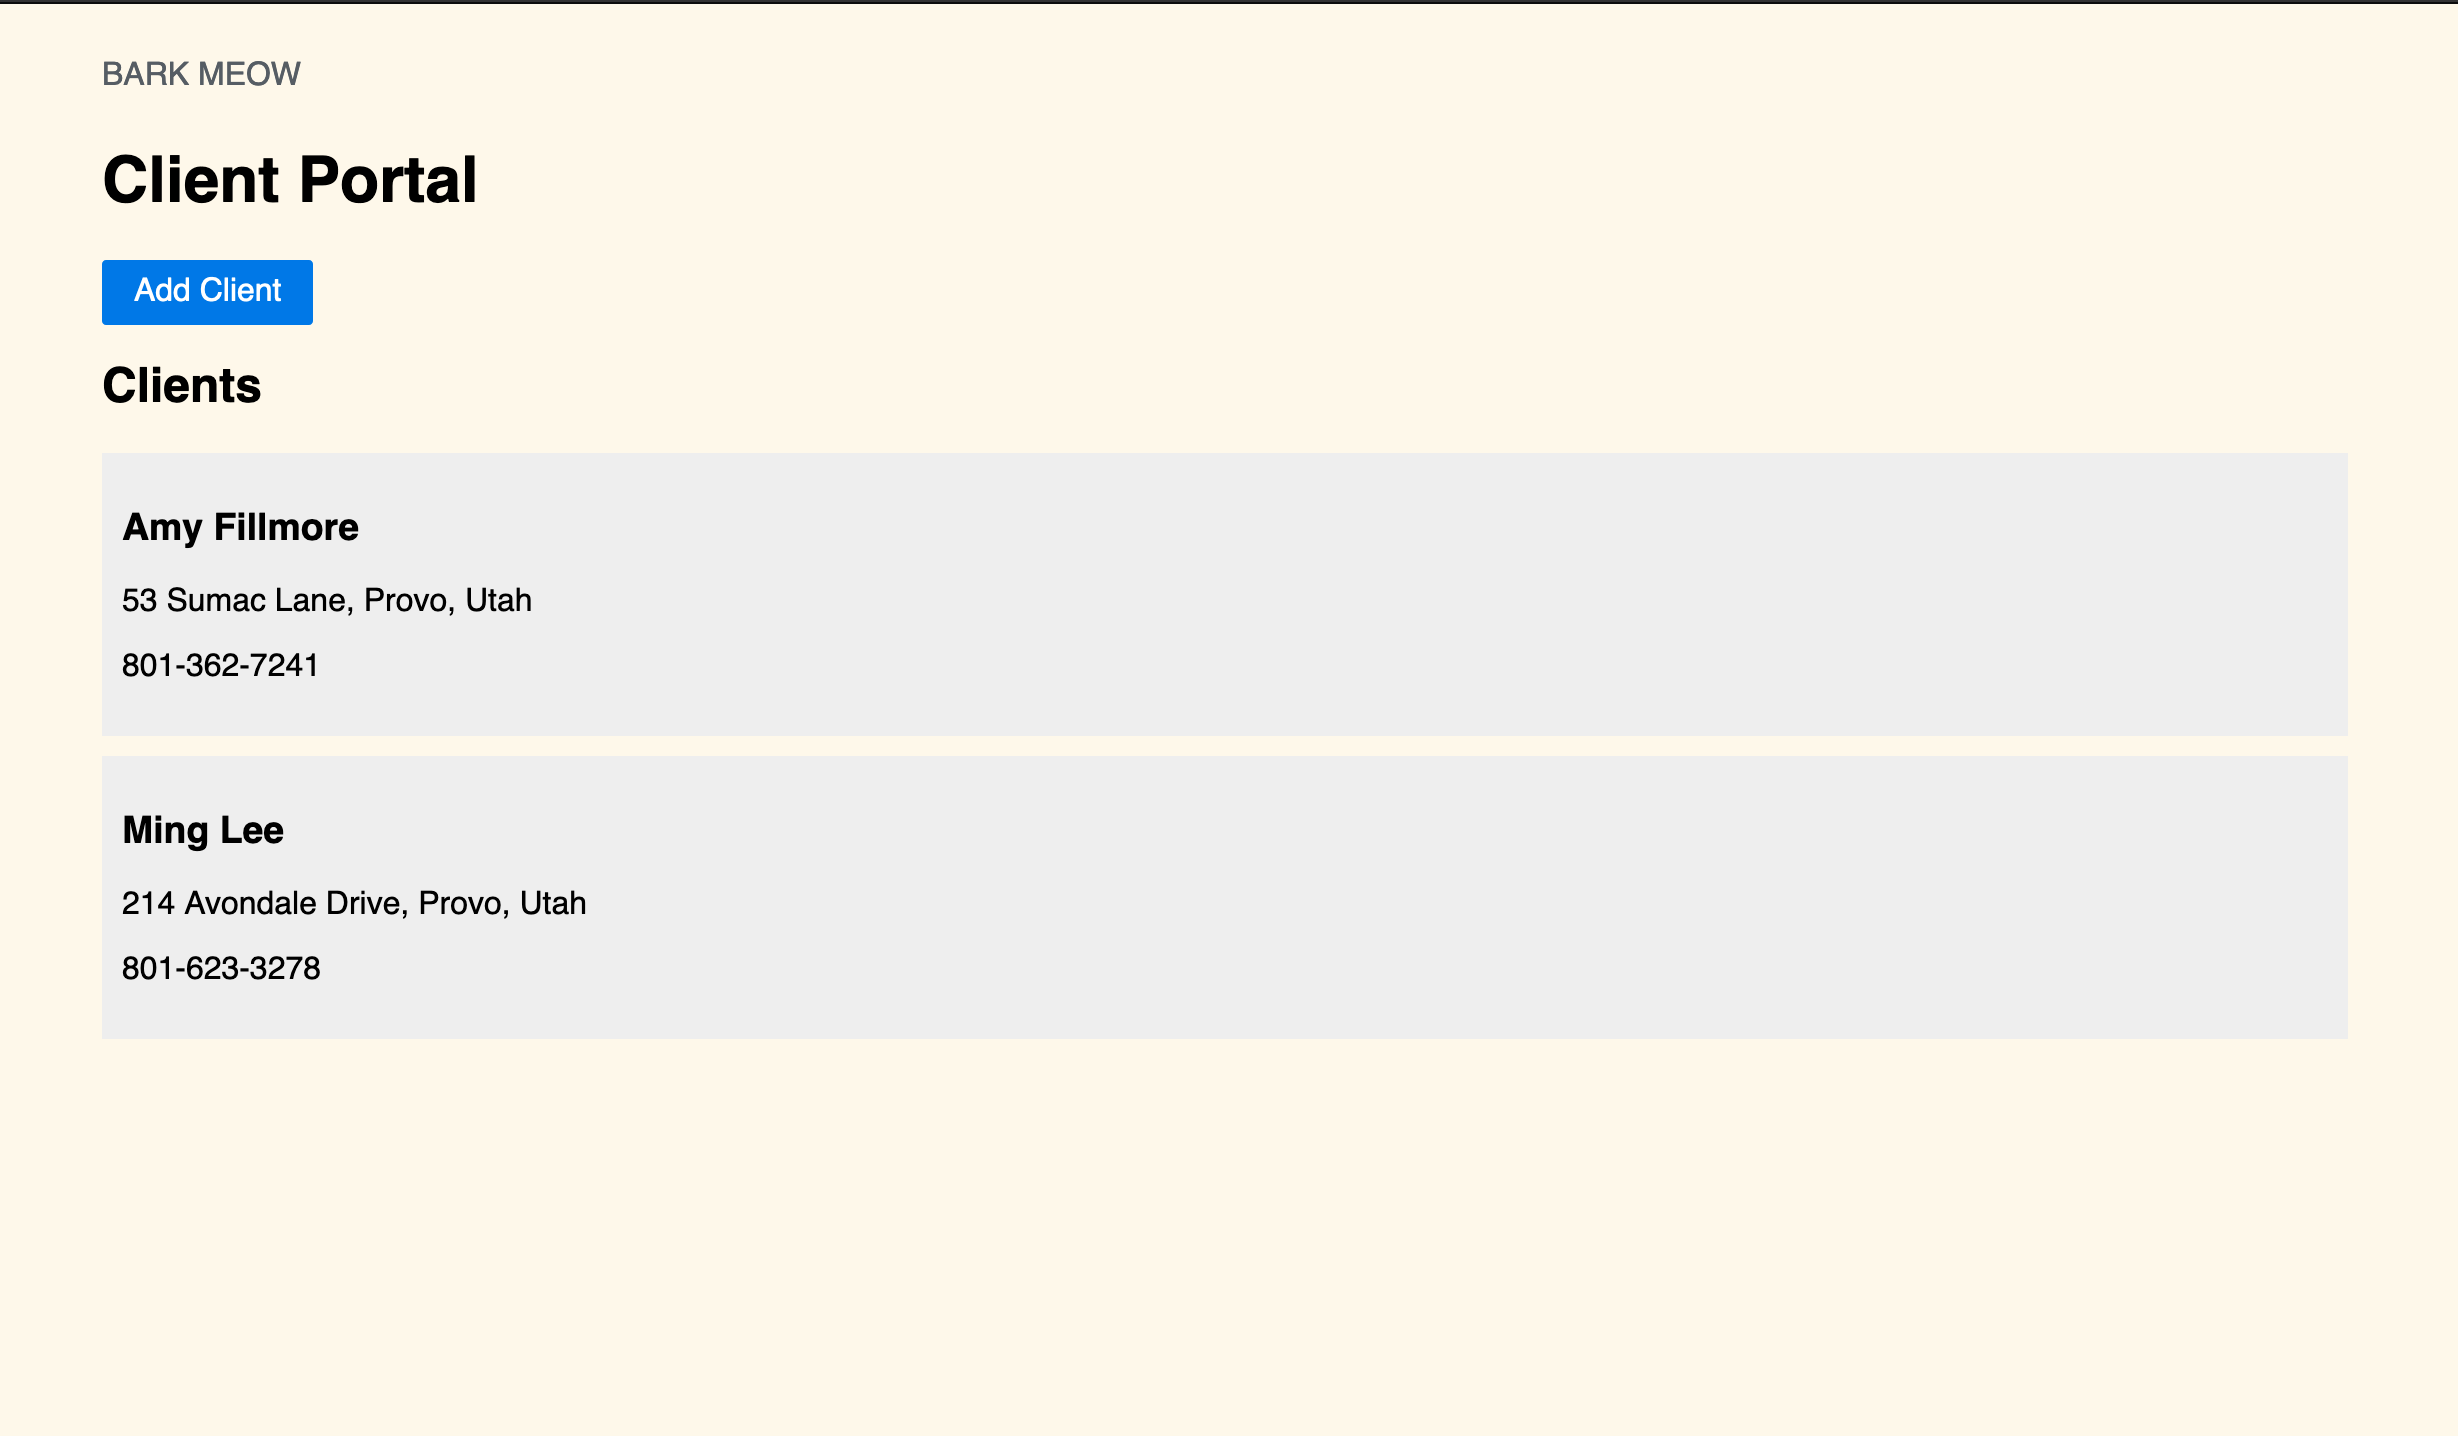 BARK MEOW
Client Portal
Add Client
Clients
Amy Fillmore
53 Sumac Lane, Provo, Utah
801-362-7241
Ming Lee
214 Avondale Drive, Provo, Utah
801-623-3278